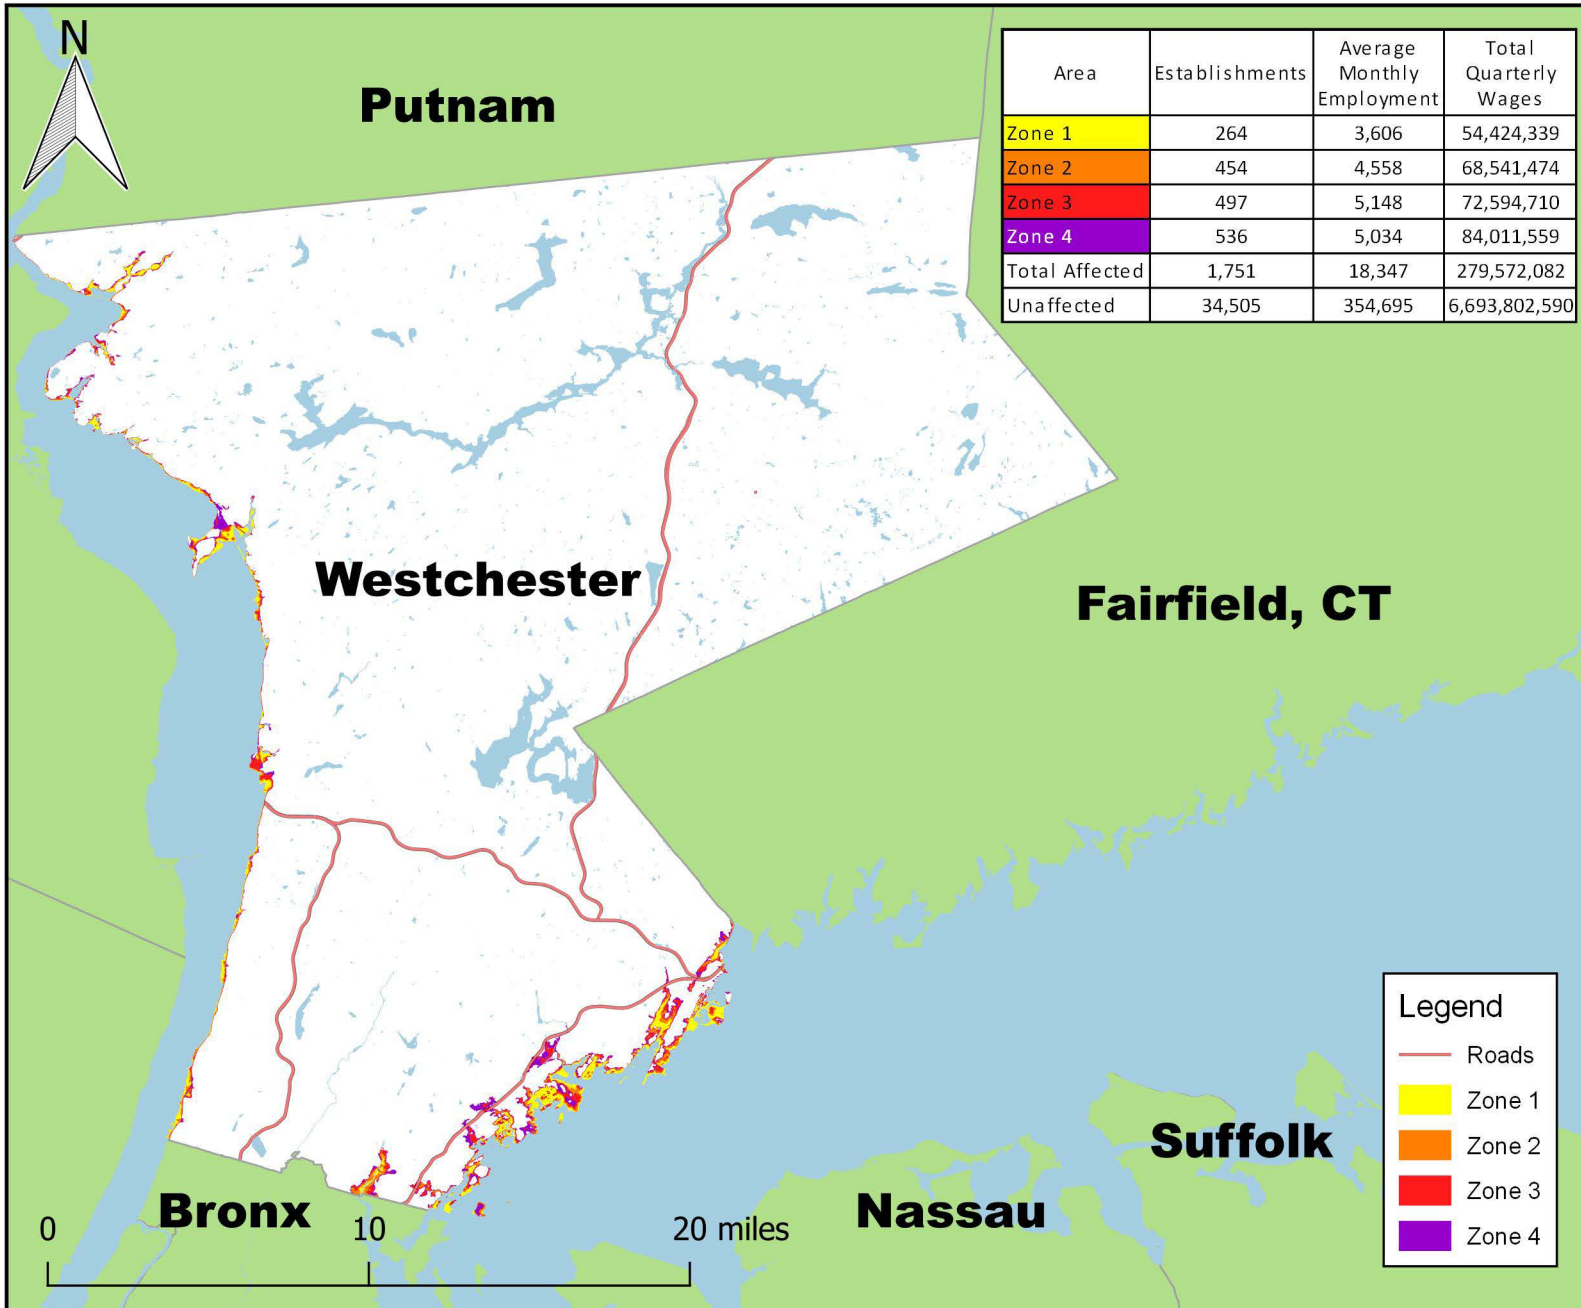 N
Putnam
Area Establishments Average Monthly Employment Total Quarterly Wages
Zone 1 264 3,606 54,424,339
Zone 2 454 4,558 68,541,474
Zone 3 497 5,148 72,594,710
Zone 4 536 5,034 84,011,559
Total Affected 1,751 18,347 279,572,082
Unaffected 34,505 354,695 6,693,802,590
Westchester
Fairfield, CT
Legend
Roads
Zone 1
Zone 2
Zone 3
Zone 4
Suffolk
Nassau
Bronx
0 10 20 miles